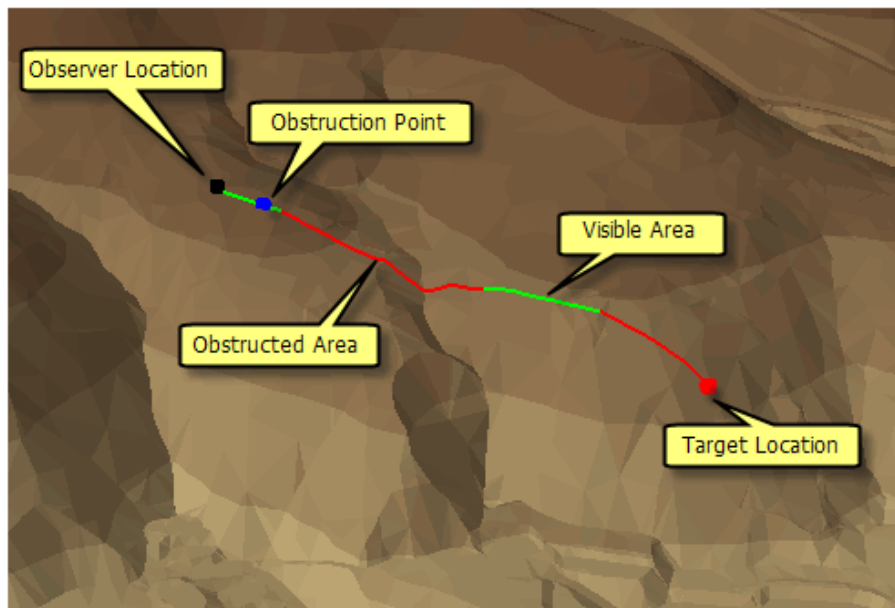 Observer Location
Obstruction Point
Visible Area
Obstructed Area
Target Location